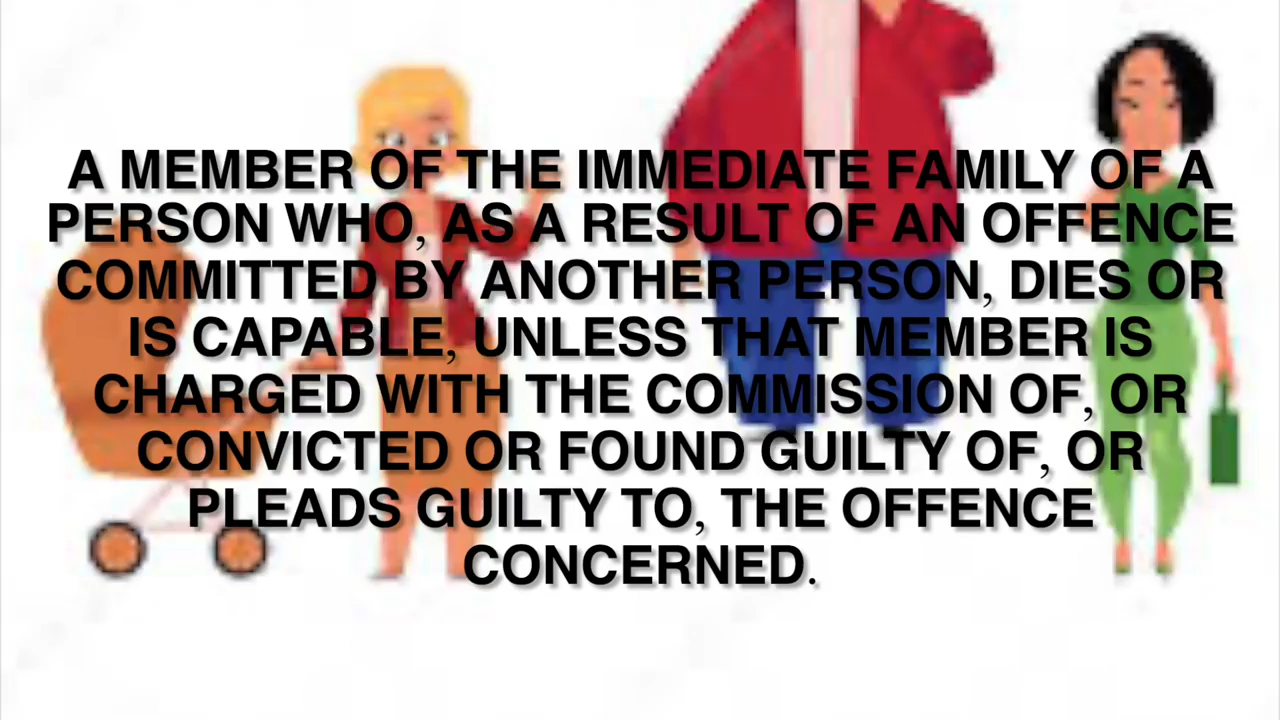 A MEMBER OF THE IMMEDIATE FAMILY OF A
PERSON WHO, AS A RESULT OF AN OFFENCE
COMMITTED BY ANOTHER PERSON, DIES OR
IS CAPABLE, UNLESS THAT MEMBER IS
CHARGED WITH THE COMMISSION OF, OR
CONVICTED OR FOUND GUILTY OF, OR
PLEADS GUILTY TO, THE OFFENCE
CONCERNED.